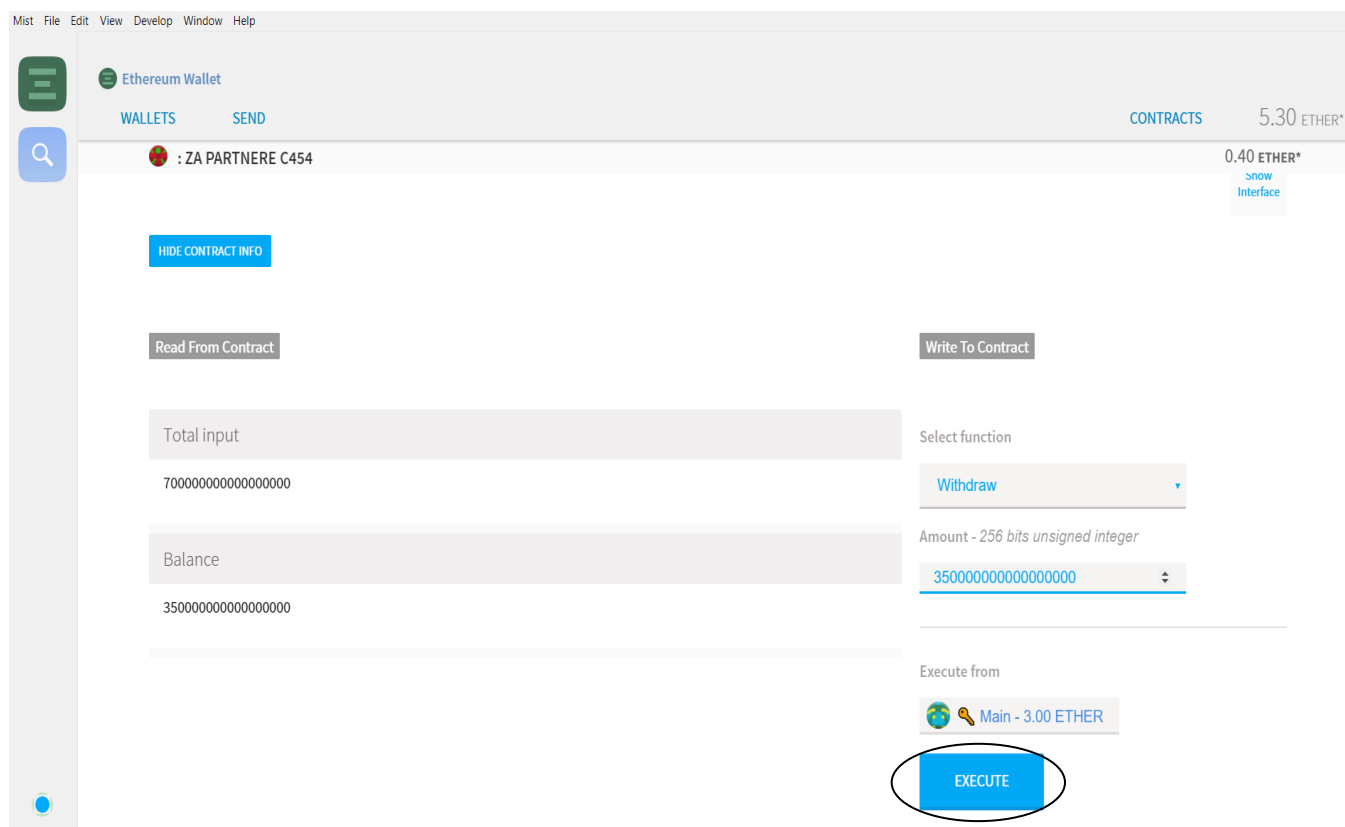 Mist File Edit View Develop Window Help
Ethereum Wallet
WALLETS SEND CONTRACTS 5.30 ETHER*
: ZA PARTNERE C454 0.40 ETHER*
Show
Interface
HIDE CONTRACT INFO
Read From Contract
Total input
700000000000000000
Balance
350000000000000000
Write To Contract
Select function
Withdraw
Amount - 256 bits unsigned integer
350000000000000000
Execute from
Main - 3.00 ETHER
EXECUTE